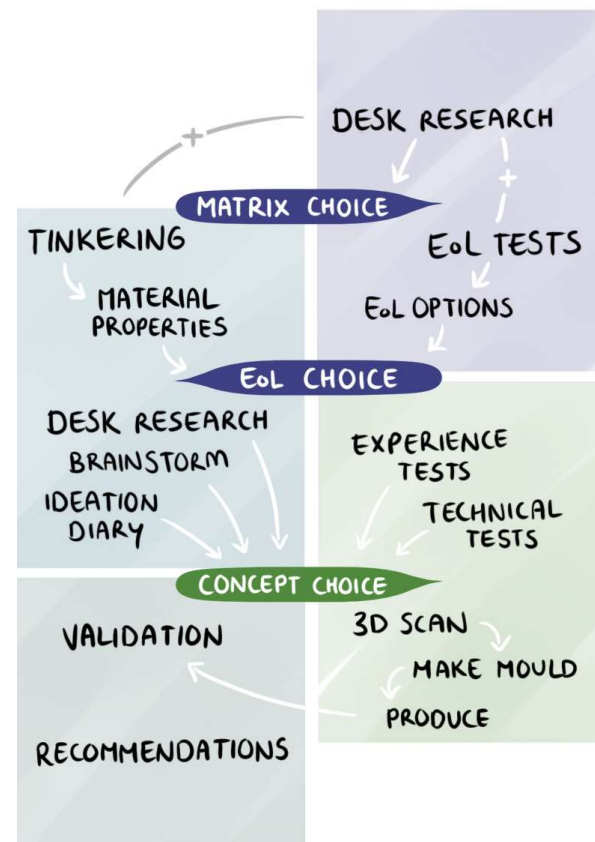 DESK RESEARCH
+
+
MATRIX CHOICE
TINKERING
EoL TESTS
MATERIAL
PROPERTIES
EoL OPTIONS
EoL CHOICE
DESK RESEARCH
BRAINSTORM
IDEATION
DIARY
EXPERIENCE
TESTS
TECHNICAL
TESTS
CONCEPT CHOICE
3D SCAN
MAKE MOULD
PRODUCE
VALIDATION
RECOMMENDATIONS